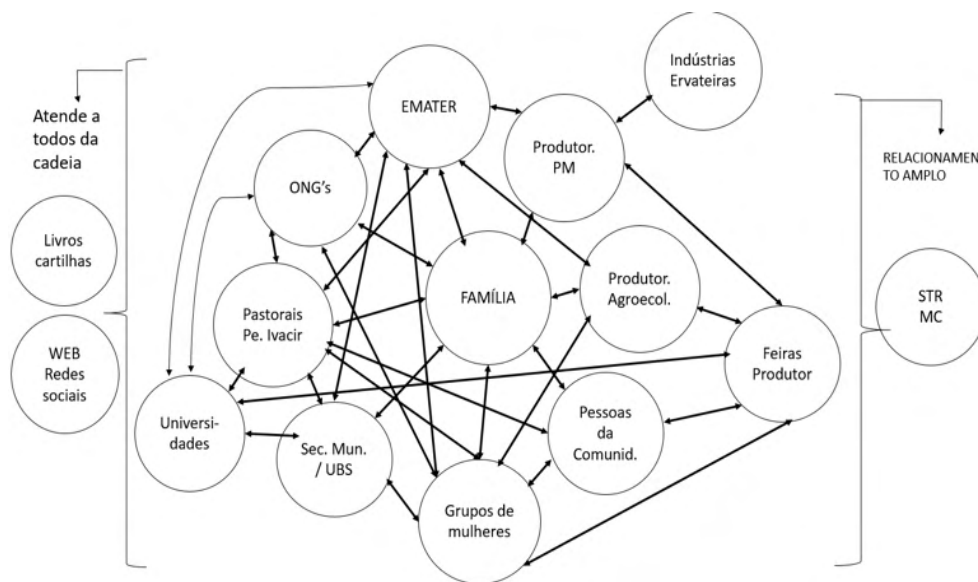 Atende a
todos da
cadeia
Livros
cartilhas
WEB
Redes
sociais
EMATER
Indústrias
Ervateiras
Produtor.
PM
ONG's
FAMÍLIA
Produtor.
Agroecol.
Pastorais
Pe. Ivacir
Feiras
Produtor
Universi-
dades
Sec. Mun.
/ UBS
Pessoas
da
Comunid.
Grupos de
mulheres
RELACIONAMEN
TO AMPLO
STR
MC